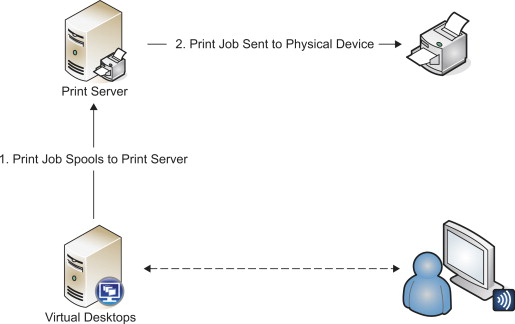 2. Print Job Sent to Physical Device
Print Server
1. Print Job Spools to Print Server
Virtual Desktops